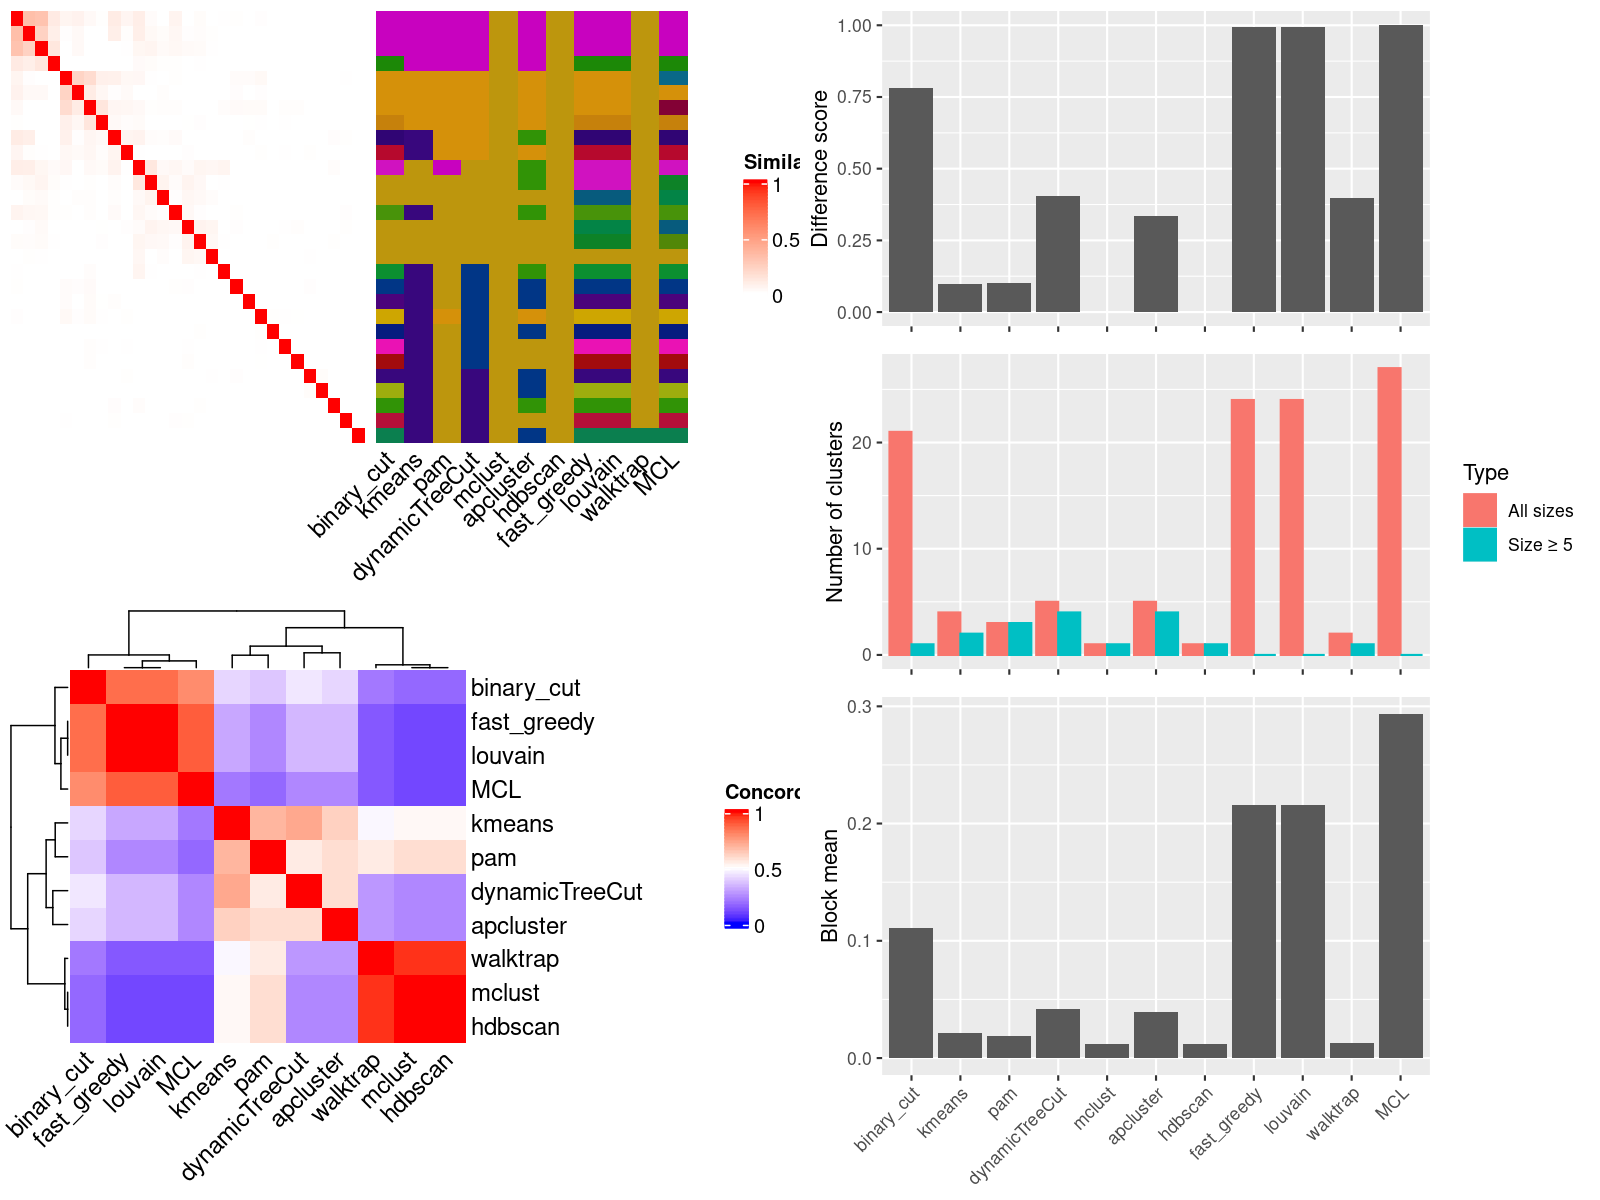 Simila
1
0.5
0
binary_cut
kmeans
pam
dynamicTreeCut
mclust
apcluster
hdbscan
fast_greedy
louvain
walktrap
MCL
binary_cut
fast_greedy
louvain
MCL
kmeans
pam
dynamicTreeCut
apcluster
walktrap
mclust
hdbscan
binary_cut
fast_greedy
louvain
MCL
kmeans
pam
dynamicTreeCut
apcluster
walktrap
mclust
hdbscan
Concord
1
0.5
0
Difference score
1.00
0.75
0.50
0.25
0.00
Number of clusters
20
10
0
Type
All sizes
Size ≥ 5
Block mean
0.3
0.2
0.1
0.0
binary_cut
kmeans
pam
dynamicTreeCut
mclust
apcluster
hdbscan
fast_greedy
louvain
walktrap
MCL